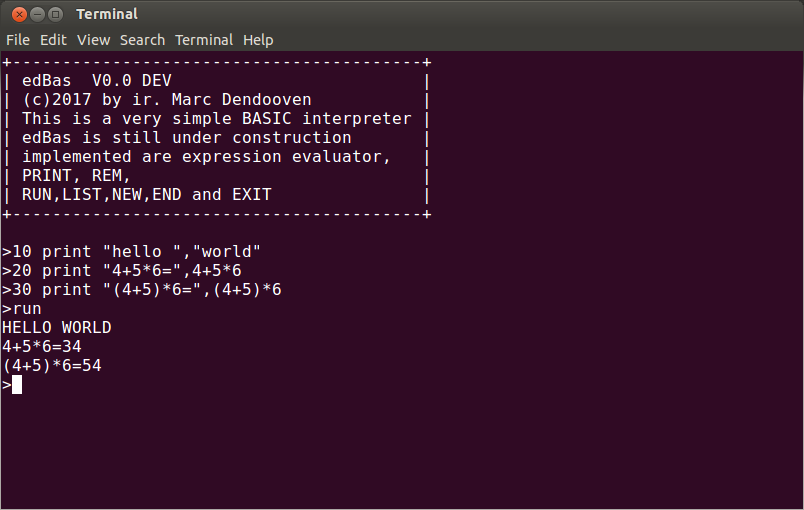 Terminal
File Edit View Search Terminal Help
+-----------------------------------------+
| edBas  V0.0 DEV                         |
| (c)2017 by ir. Marc Dendooven           |
| This is a very simple BASIC interpreter |
| edBas is still under construction       |
| implemented are expression evaluator,   |
| PRINT, REM,                             |
| RUN,LIST,NEW,END and EXIT               |
+-----------------------------------------+
>10 print "hello ","world"
>20 print "4+5*6=",4+5*6
>30 print "(4+5)*6=",(4+5)*6
>run
HELLO WORLD
4+5*6=34
(4+5)*6=54
>